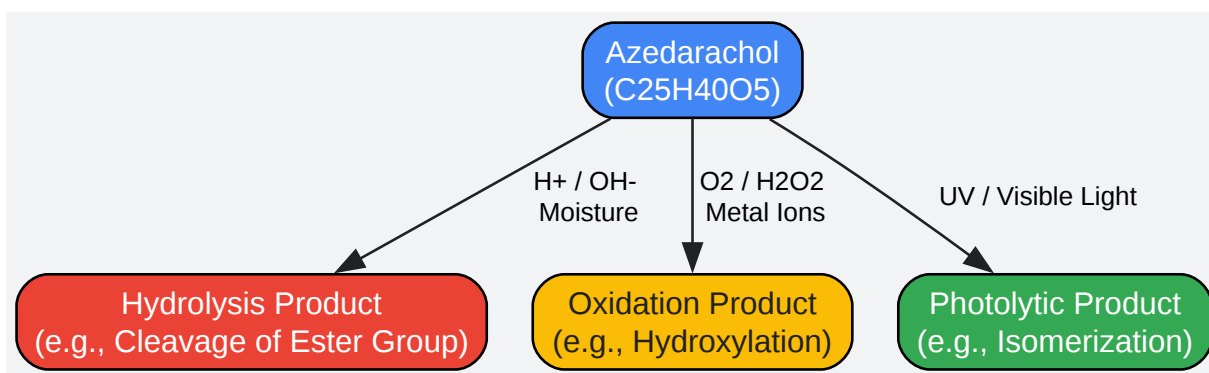 Azedarachol
(C25H40O5)
H+ / OH-
Moisture
O2 / H2O2
Metal Ions
UV / Visible Light
Hydrolysis Product
(e.g., Cleavage of Ester Group)
Oxidation Product
(e.g., Hydroxylation)
Photolytic Product
(e.g., Isomerization)